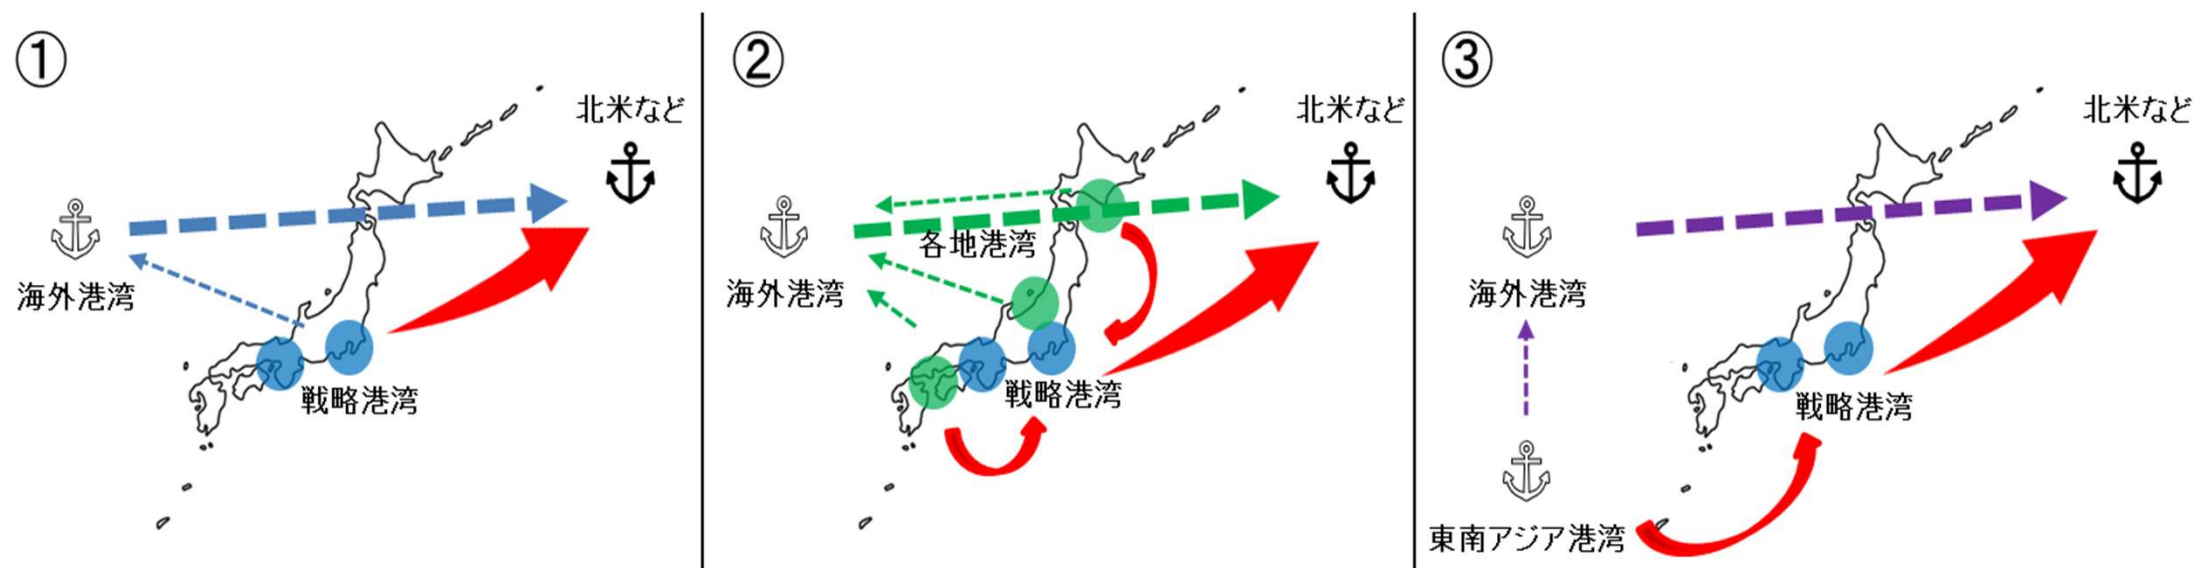 ①
北米など
海外港湾
戦略港湾
②
北米など
各地港湾
海外港湾
戦略港湾
③
北米など
海外港湾
戦略港湾
東南アジア港湾